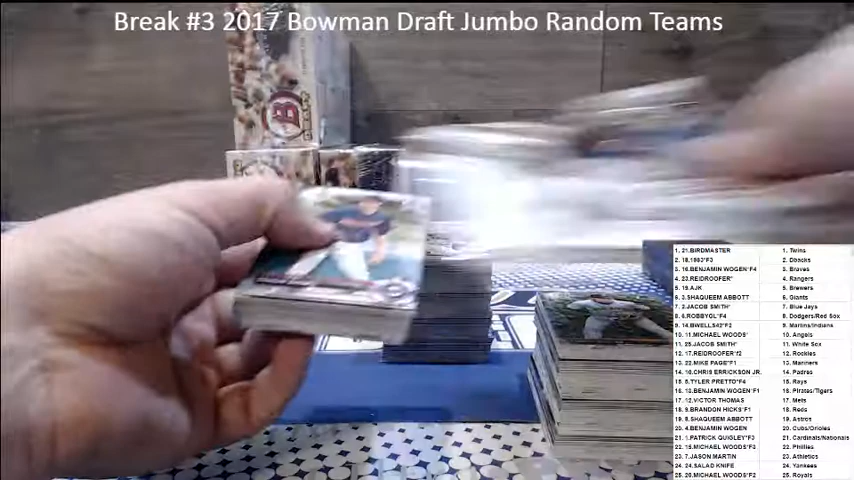 Break #3 2017 Bowman Draft Jumbo Random Teams
B
1. 21. BIRDMASTER 1. Twins
2. 18. 1983*F3 2. Dbacks
3. 16. BENJAMIN WOGEN*F4 3. Braves
4. 23. REIDROOFER 4. Rangers
5. 19. AJK 5. Brewers
6. 3. SHAQUEEM ABBOTT 6. Giants
7. 2. JACOB SMITH 7. Blue Jays
8. 6. ROBBYOL*F4 8. Dodgers/Red Sox
9. 14. BWELLS42*F2 9. Marlins/Indians
10. 11. MICHAEL WOODS 10. Angels
11. 25. JACOB SMITH 11. White Sox
12. 17. REIDROOFER*f2 12. Rockies
13. 22. MIKE PAGE*F1 13. Mariners
14. 10. CHRIS ERRICKSON JR. 14. Padres
15. 5. TYLER PRETTO*F4 15. Rays
16. 20. BENJAMIN WOGEN*F1 16. Pirates/Tigers
17. 12. VICTOR THOMAS 17. Mets
18. 9. BRANDON HICKS*F1 18. Reds
19. 8. SHAQUEEM ABBOTT 19. Astros
20. 4. BENJAMIN WOGEN 20. Cubs/Orioles
21. 1. PATRICK QUIGLEY*F3 21. Cardinals/Nationals
22. 15. MICHAEL WOODS*F3 22. Phillies
23. 7. JASON MARTIN 23. Athletics
24. 24. SALAD KNIFE 24. Yankees
25. 26. MICHAEL WOODS*F2 25. Royals